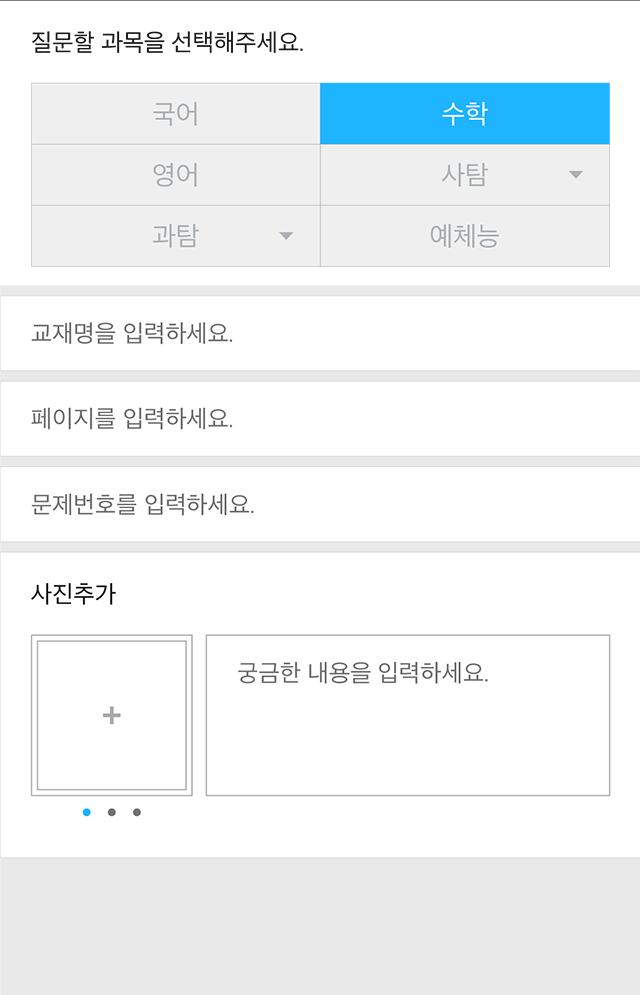 질문할 과목을 선택해주세요.
국어 수학
영어 사탐
과탐 예체능
교재명을 입력하세요.
페이지를 입력하세요.
문제번호를 입력하세요.
사진추가
+ 궁금한 내용을 입력하세요.